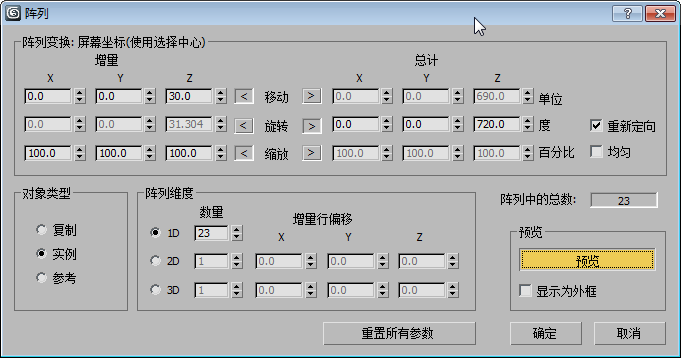 阵列
阵列变换: 屏幕坐标(使用选择中心)
增量 总计
X Y Z X Y Z
0.0 0.0 30.0 < 移动 > 0.0 0.0 690.0 单位
0.0 0.0 31.304 < 旋转 > 0.0 0.0 720.0 度 重新定向
100.0 100.0 100.0 < 缩放 > 100.0 100.0 100.0 百分比 均匀
对象类型
复制
实例
参考
阵列维度
数量 增量行偏移
X Y Z
1D 23
2D 1 0.0 0.0 0.0
3D 1 0.0 0.0 0.0
阵列中的总数: 23
预览
预览
显示为外框
重置所有参数 确定 取消